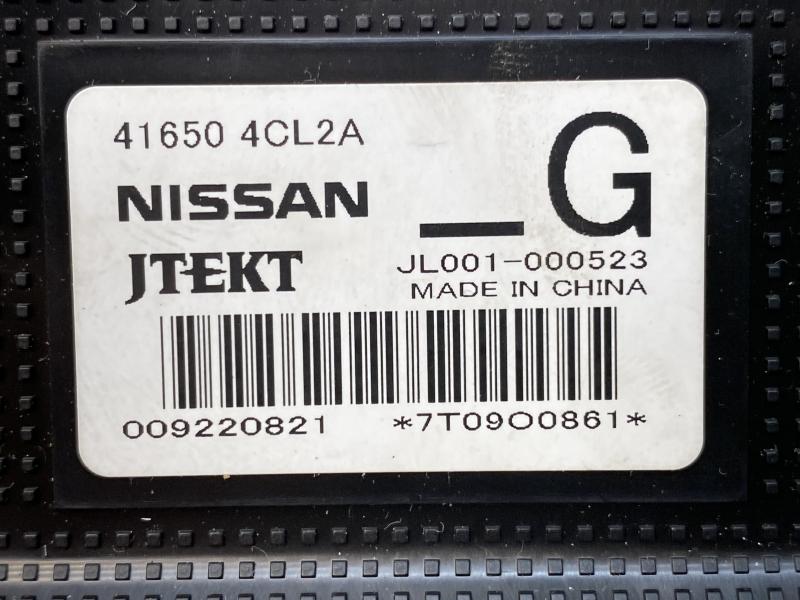 41650 4CL2A
NISSAN
_G
JTEKT
JL001-000523
MADE IN CHINA
009220821 *7T09O0861*